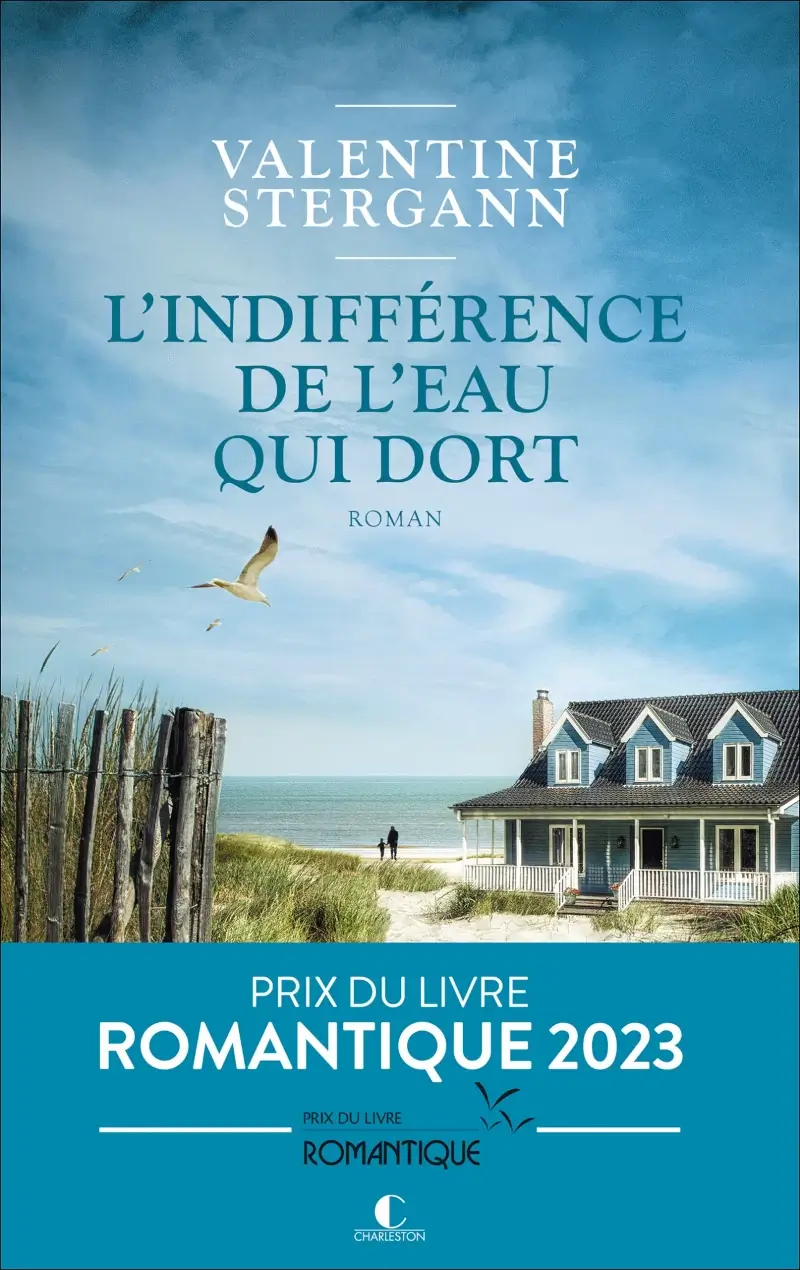 VALENTINE
STERGANN
L'INDIFFÉRENCE
DE L'EAU
QUI DORT
ROMAN
PRIX DU LIVRE
ROMANTIQUE 2023
PRIX DU LIVRE
ROMANTIQUE
C
CHARLESTON